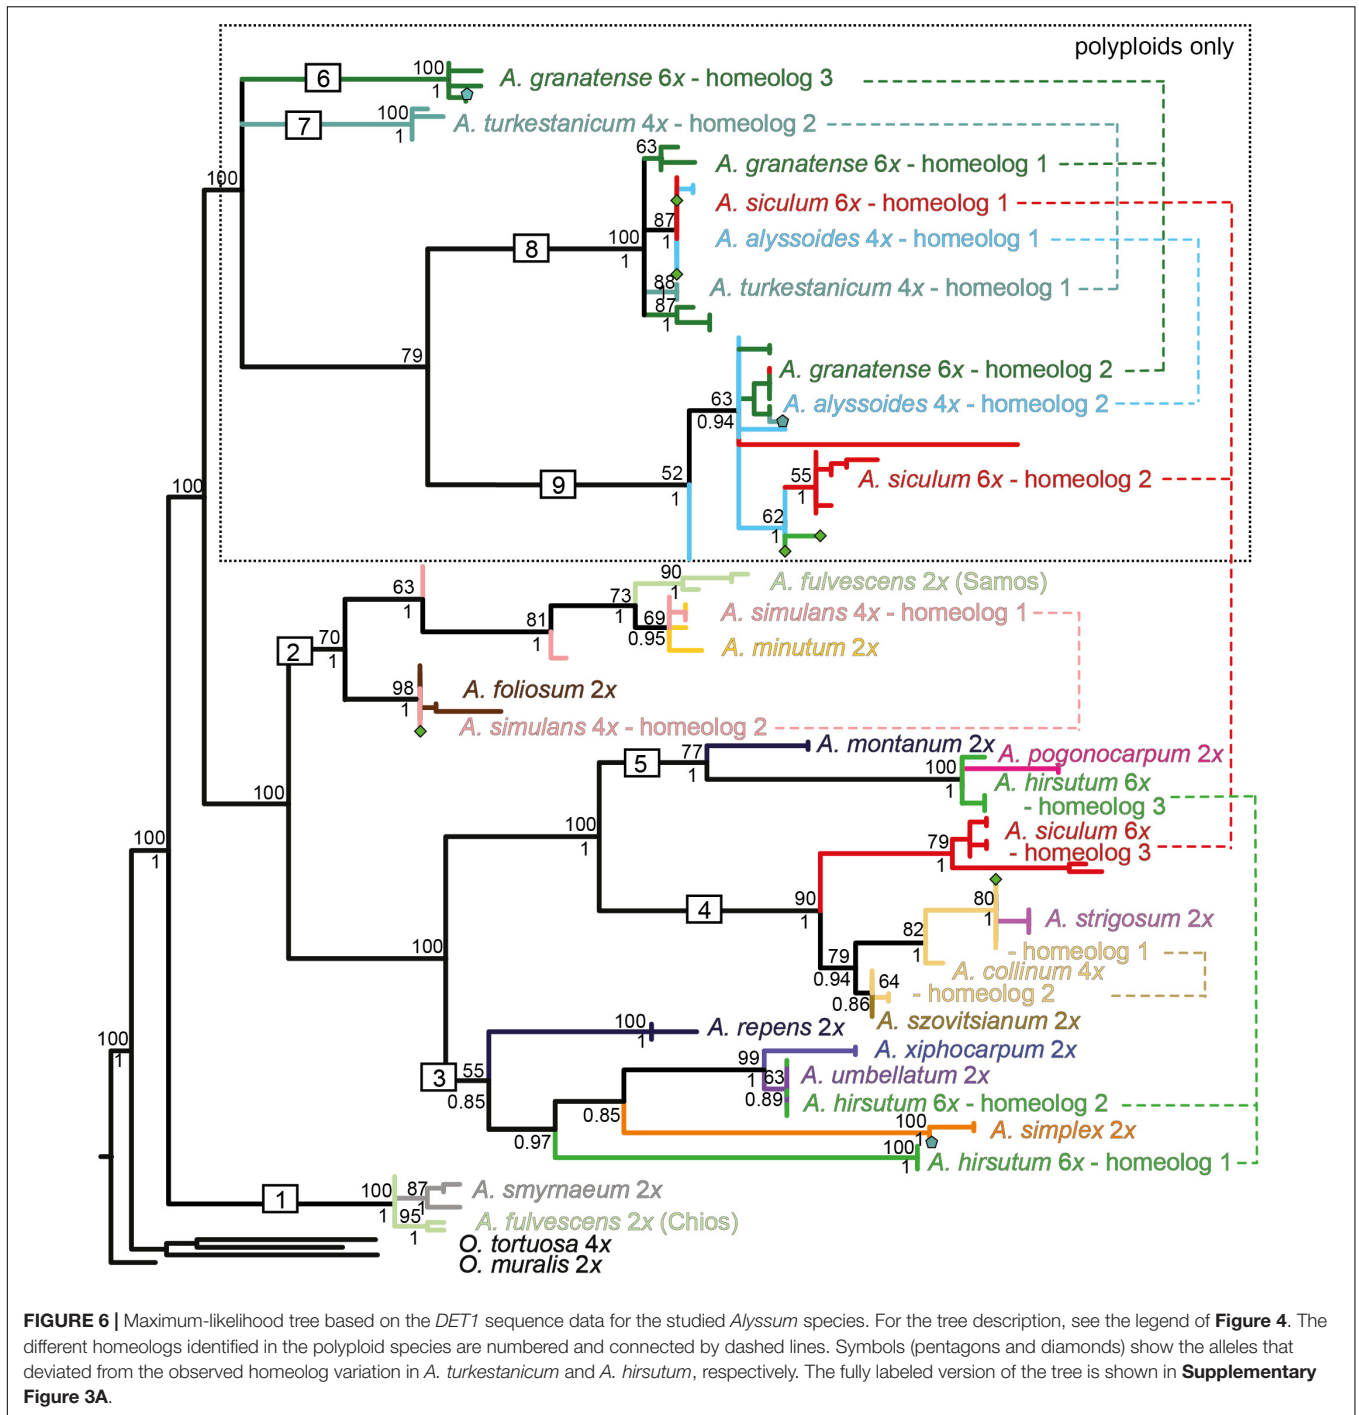 polyploids only
6
100
1
A. granatense 6x - homeolog 3
7
100
1
A. turkestanicum 4x - homeolog 2
63
A. granatense 6x - homeolog 1
100
A. siculum 6x - homeolog 1
87
1
8
100
1
A. alyssoides 4x - homeolog 1
88
A. turkestanicum 4x - homeolog 1
87
1
79
A. granatense 6x - homeolog 2
63
0.94
A. alyssoides 4x - homeolog 2
9
52
1
55
1
A. siculum 6x - homeolog 2
100
62
1
63
1
90
1
A. fulvescens 2x (Samos)
73
1
81
1
69
0.95
A. simulans 4x - homeolog 1
2
70
1
A. minutum 2x
98
1
A. foliosum 2x
A. simulans 4x - homeolog 2
5
77
1
A. montanum 2x
A. pogonocarpum 2x
100
1
A. hirsutum 6x
- homeolog 3
100
100
1
A. siculum 6x
- homeolog 3
79
1
100
1
4
90
1
80
1
A. strigosum 2x
82
1
- homeolog 1
100
79
0.94
A. collinum 4x
64
- homeolog 2
0.86
A. szovitsianum 2x
100
1
A. repens 2x
100
1
99
1
A. xiphocarpum 2x
3
55
0.85
63
0.89
A. umbellatum 2x
A. hirsutum 6x - homeolog 2
0.85
100
1
A. simplex 2x
0.97
100
1
A. hirsutum 6x - homeolog 1
1
100
1
87
1
A. smyrnaeum 2x
95
1
A. fulvescens 2x (Chios)
O. tortuosa 4x
O. muralis 2x
FIGURE 6 | Maximum-likelihood tree based on the DET1 sequence data for the studied Alyssum species. For the tree description, see the legend of Figure 4. The
different homeologs identified in the polyploid species are numbered and connected by dashed lines. Symbols (pentagons and diamonds) show the alleles that
deviated from the observed homeolog variation in A. turkestanicum and A. hirsutum, respectively. The fully labeled version of the tree is shown in Supplementary
Figure 3A.